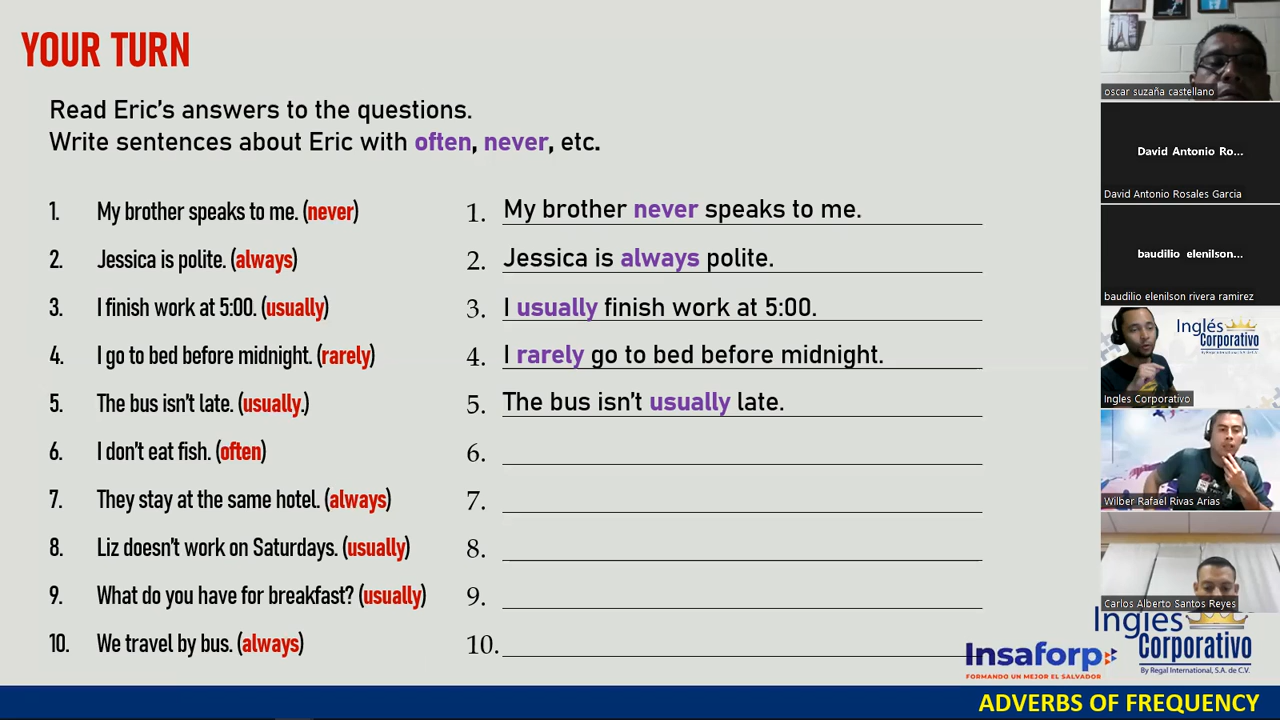 YOUR TURN
Read Eric's answers to the questions.
Write sentences about Eric with often, never, etc.
1. My brother speaks to me. (never)
2. Jessica is polite. (always)
3. I finish work at 5:00. (usually)
4. I go to bed before midnight. (rarely)
5. The bus isn't late. (usually.)
6. I don't eat fish. (often)
7. They stay at the same hotel. (always)
8. Liz doesn't work on Saturdays. (usually)
9. What do you have for breakfast? (usually)
10. We travel by bus. (always)
1. My brother never speaks to me.
2. Jessica is always polite.
3. I usually finish work at 5:00.
4. I rarely go to bed before midnight.
5. The bus isn't usually late.
6.
7.
8.
9.
10.
oscar suzaña castellano
David Antonio Ro...
David Antonio Rosales Garcia
baudilio elenilson...
baudilio elenilson rivera ramirez
Inglés
Corporativo
By Regal International, S.A. de C.V.
Ingles Corporativo
Wilber Rafael Rivas Arias
Carlos Alberto Santos Reyes
Inglés
Corporativo
By Regal International, S.A. de C.V.
Insaforp
FORMANDO UN MEJOR EL SALVADOR
ADVERBS OF FREQUENCY